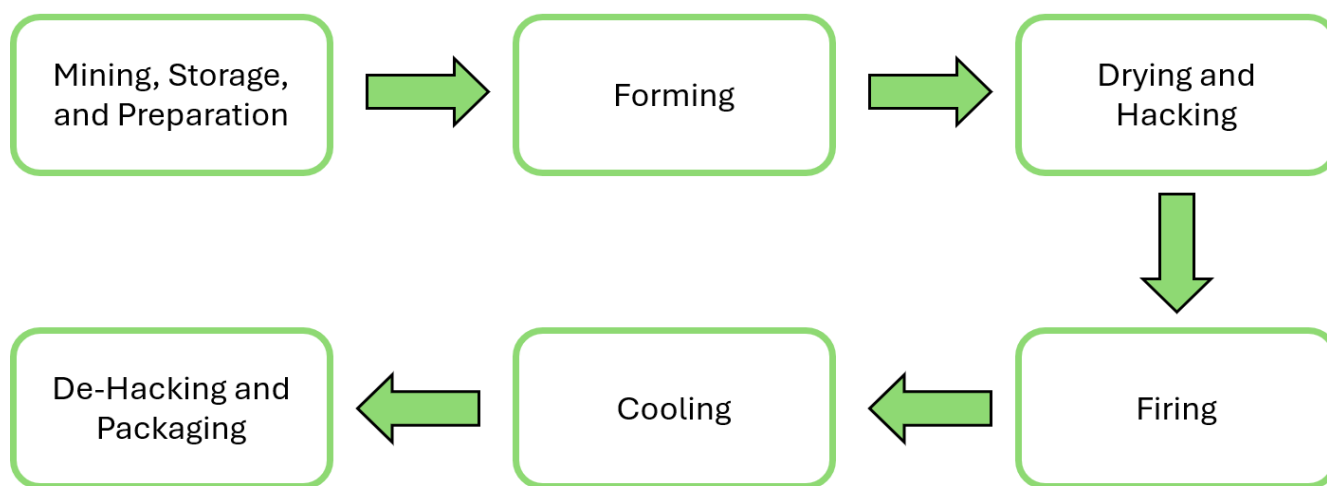 Mining, Storage,
and Preparation
Forming
Drying and
Hacking
Firing
Cooling
De-Hacking and
Packaging